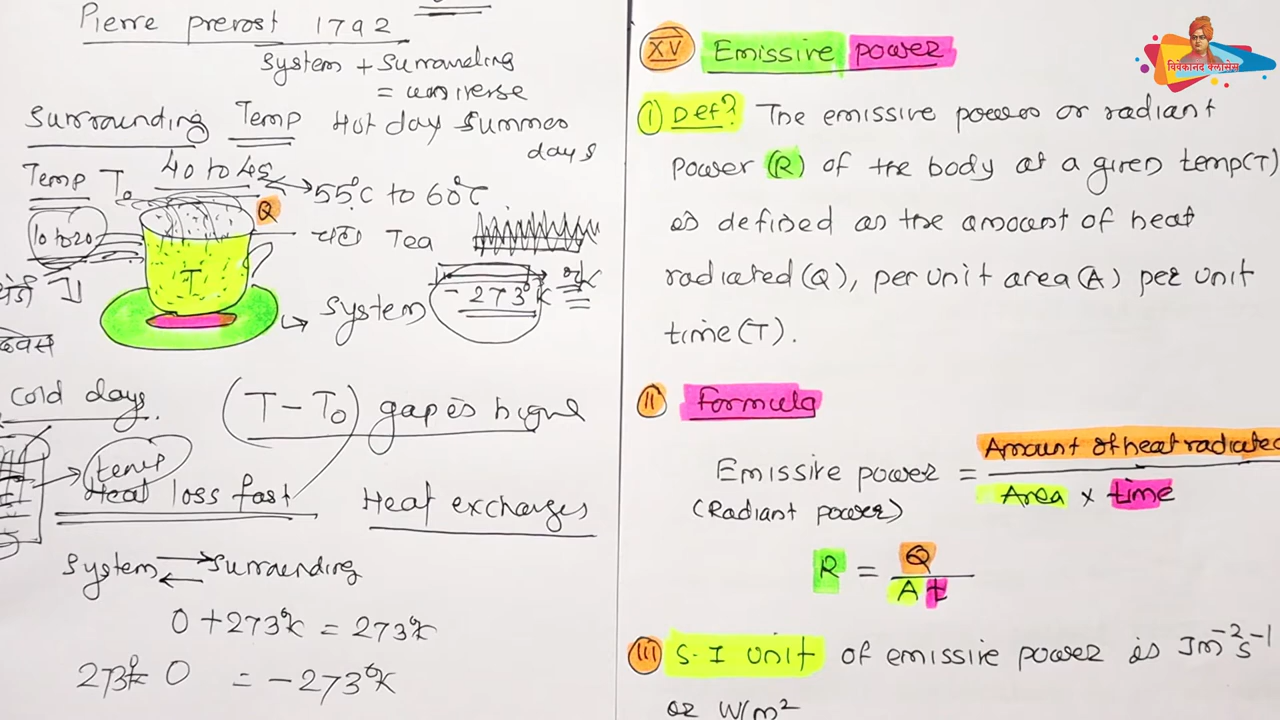 Pierre prevost 1792
System + Surrounding
= universe
Surrounding Temp Hot day Summer
days
Temp T₀ 40 to 45
55°C to 60°C
10 to 20
Q
चहा Tea
T
System
-273°K
दिवस
cold days.
(T-T₀) gap is
temp
Heat loss fast
Heat exchanges
System Surrounding
0+273°K = 273°K
0 = -273°K
XV Emissive power
विवेकानंद क्लासेस
i) Def? The emissive power or radiant
power (R) of the body at a given temp(T)
is defined as the amount of heat
radiated (Q), per unit area (A) per unit
time (T).
II Formula
Emissive power = Amount of heat radiated
(Radiant power) Area × time
R = Q
A t
III S.I unit of emissive power is Jm⁻²s⁻¹
or W/m²